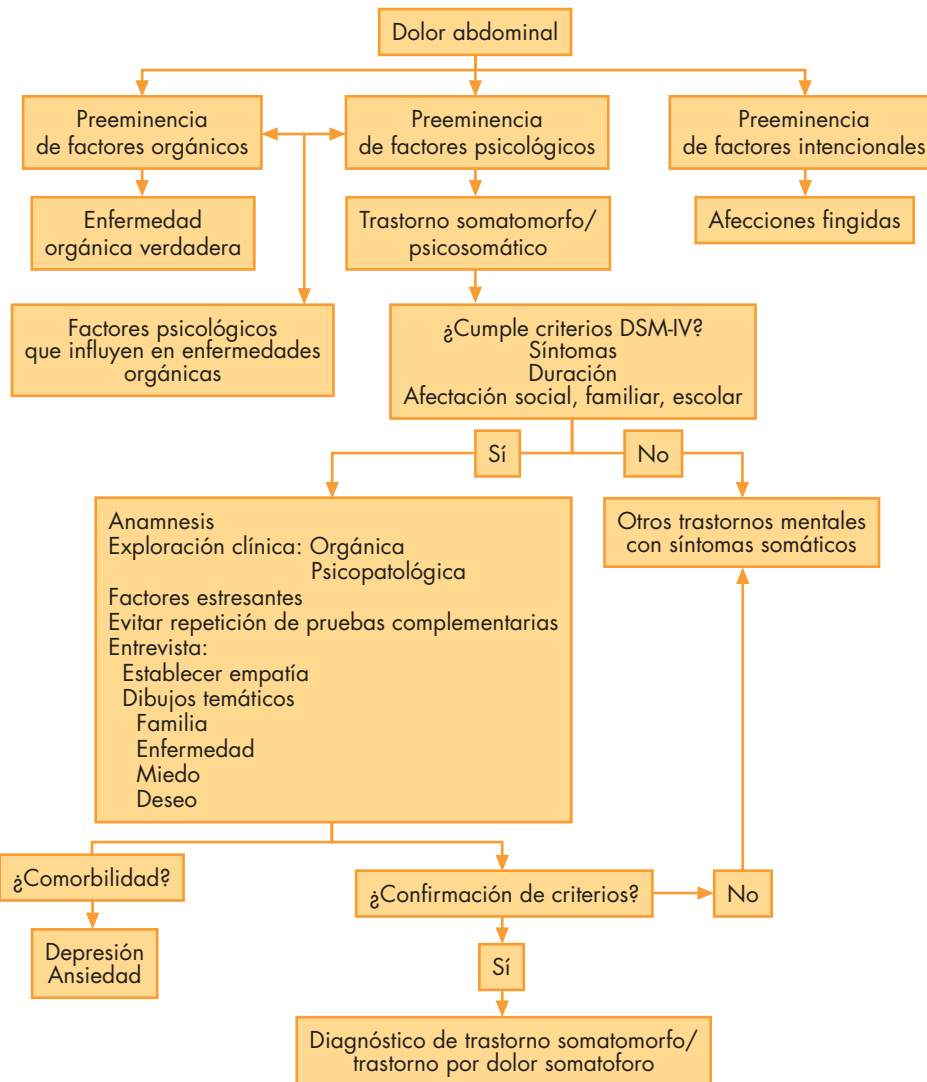 Dolor abdominal
Preeminencia
de factores orgánicos
Preeminencia
de factores psicológicos
Preeminencia
de factores intencionales
Enfermedad
orgánica verdadera
Trastorno somatomorfo/
psicosomático
Afecciones fingidas
Factores psicológicos
que influyen en enfermedades
orgánicas
¿Cumple criterios DSM-IV?
Síntomas
Duración
Afectación social, familiar, escolar
Sí
No
Anamnesis
Exploración clínica: Orgánica
Psicopatológica
Factores estresantes
Evitar repetición de pruebas complementarias
Entrevista:
Establecer empatía
Dibujos temáticos
Familia
Enfermedad
Miedo
Deseo
Otros trastornos mentales
con síntomas somáticos
¿Comorbilidad?
¿Confirmación de criterios?
No
Depresión
Ansiedad
Sí
Diagnóstico de trastorno somatomorfo/
trastorno por dolor somatoforo